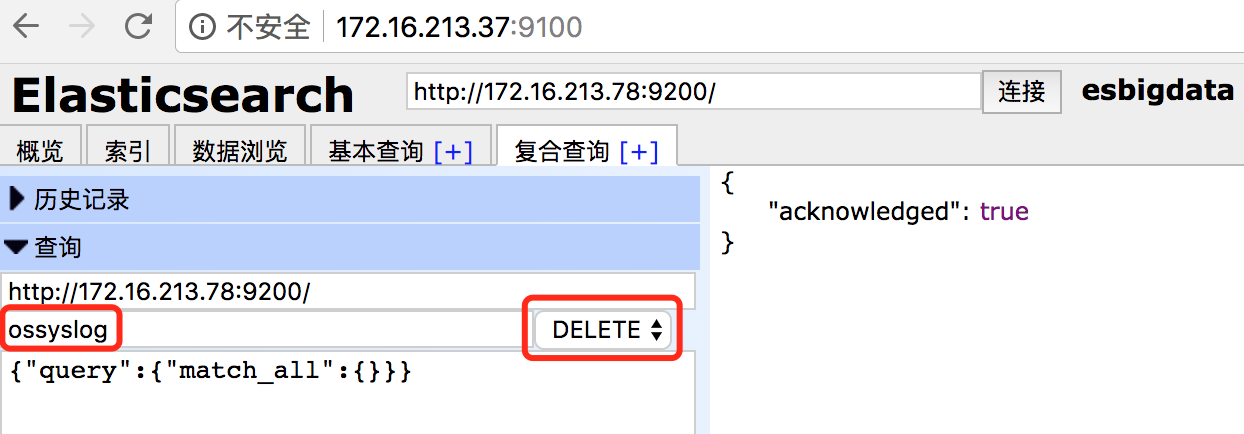 不安全 172.16.213.37:9100
Elasticsearch http://172.16.213.78:9200/ 连接 esbigdata
概览 索引 数据浏览 基本查询 [+] 复合查询 [+]
历史记录
查询
http://172.16.213.78:9200/
ossyslog DELETE
{"query":{"match_all":{}}}
{
"acknowledged": true
}